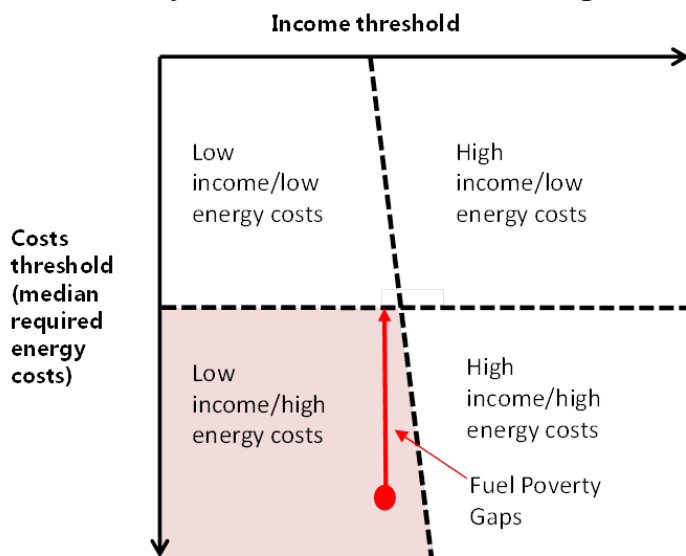 Income threshold
Low
income/low
energy costs
High
income/low
energy costs
Costs
threshold
(median
required
energy
costs)
Low
income/high
energy costs
High
income/high
energy costs
Fuel Poverty
Gaps